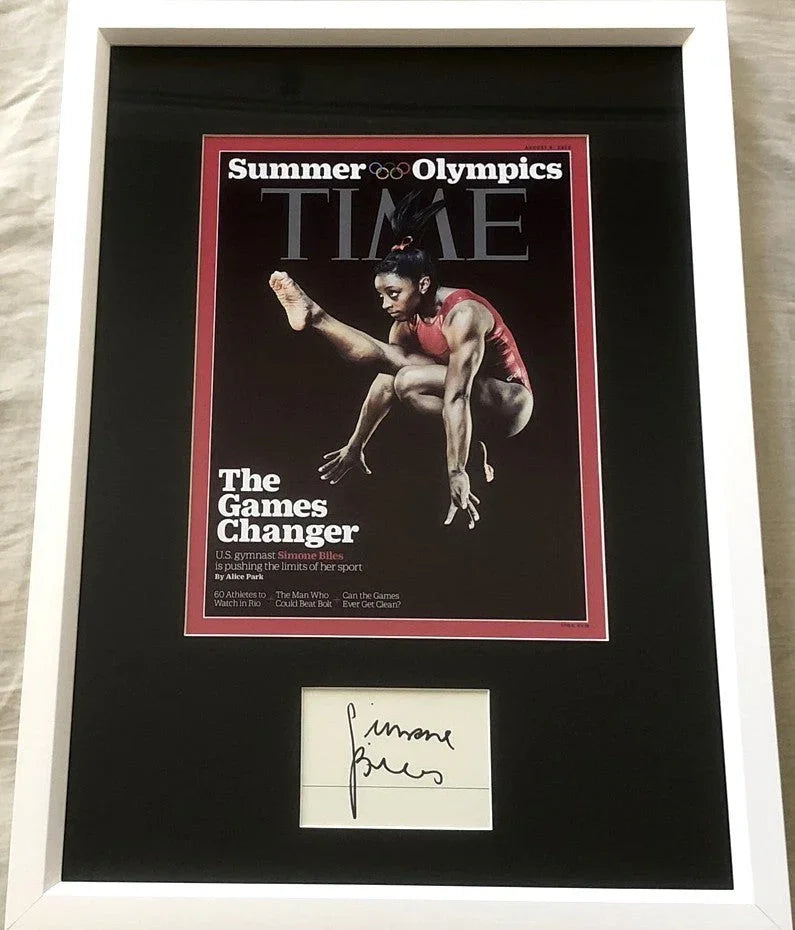 Summer Olympics
TIME
The
Games
Changer
U.S. gymnast Simone Biles
is pushing the limits of her sport
By Alice Park
60 Athletes to
Watch in Rio
The Man Who
Could Beat Bolt
Can the Games
Ever Get Clean?
Simone
Biles